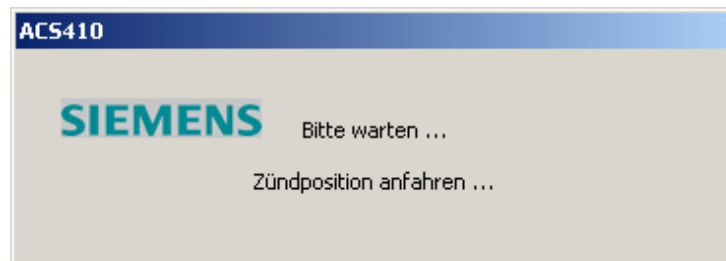 ACS410
SIEMENS
Bitte warten ...
Zündposition anfahren ...